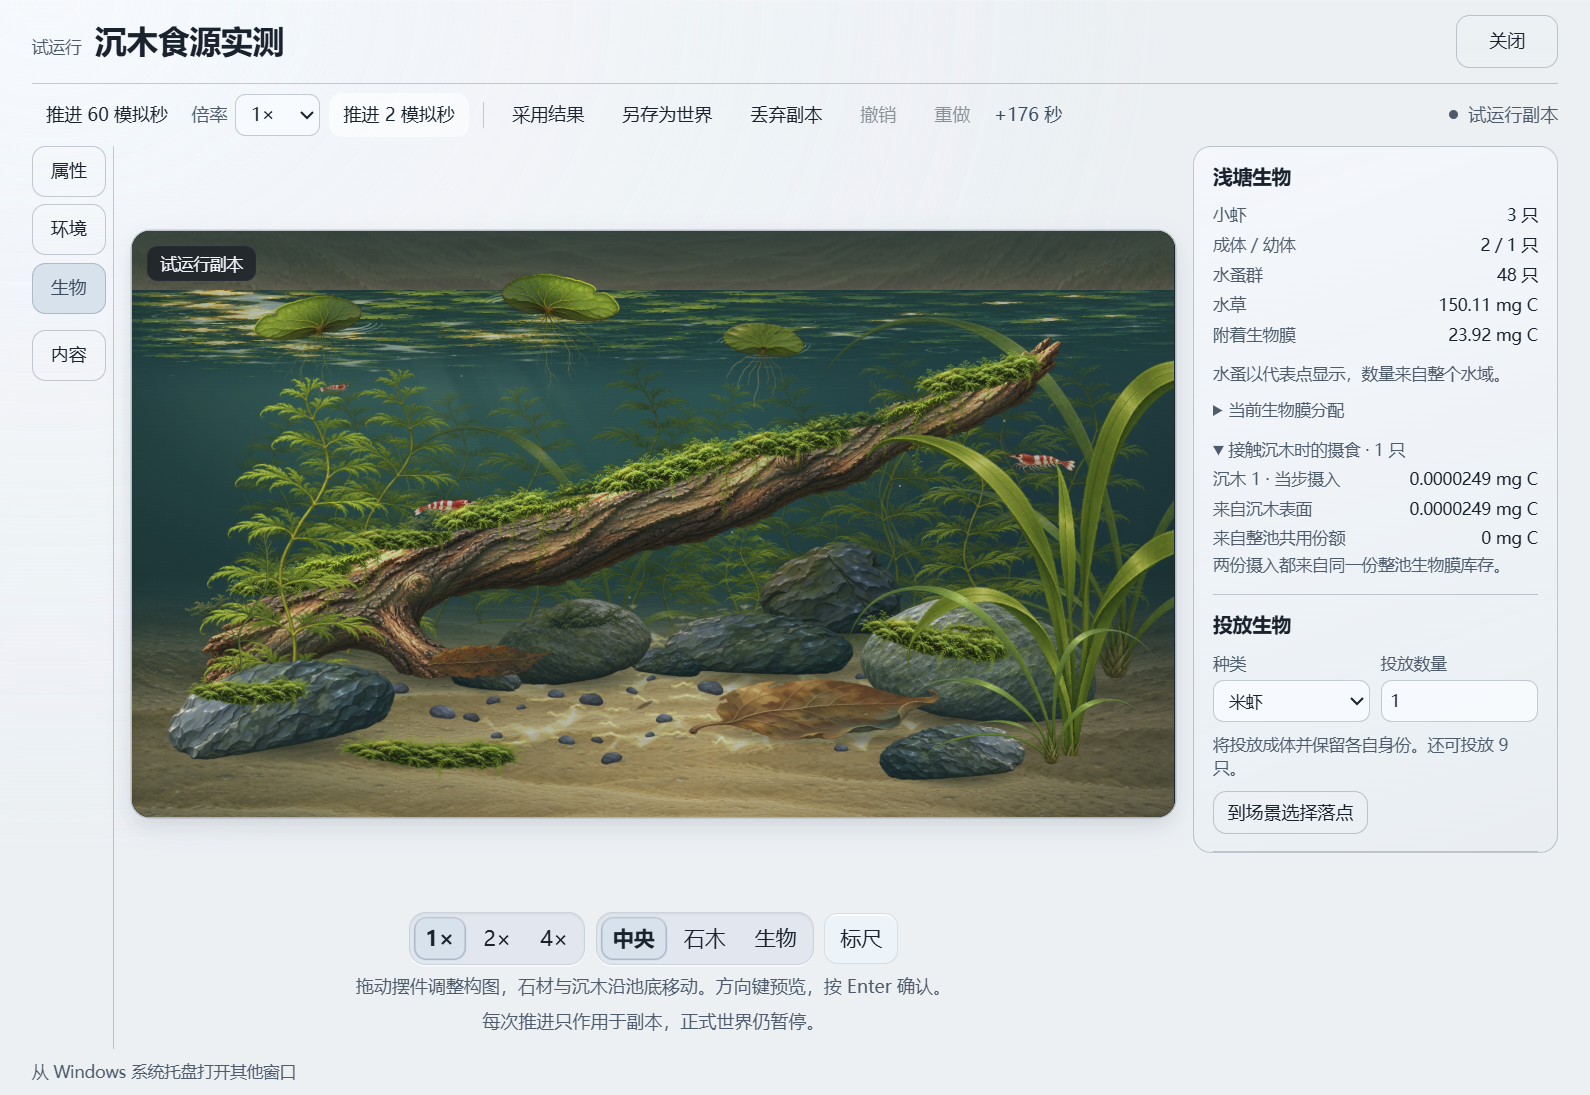 试运行 沉木食源实测
关闭
推进 60 模拟秒 倍率 1× 推进 2 模拟秒 采用结果 另存为世界 丢弃副本 撤销 重做 +176 秒
试运行副本
属性
环境
生物
内容
试运行副本
浅塘生物
小虾 3 只
成体 / 幼体 2 / 1 只
水蚤群 48 只
水草 150.11 mg C
附着生物膜 23.92 mg C
水蚤以代表点显示，数量来自整个水域。
当前生物膜分配
接触沉木时的摄食 · 1 只
沉木 1 · 当步摄入 0.0000249 mg C
来自沉木表面 0.0000249 mg C
来自整池共用份额 0 mg C
两份摄入都来自同一份整池生物膜库存。
投放生物
种类 投放数量
米虾 1
将投放成体并保留各自身份。还可投放 9
只。
到场景选择落点
1× 2× 4× 中央 石木 生物 标尺
拖动摆件调整构图，石材与沉木沿池底移动。方向键预览，按 Enter 确认。
每次推进只作用于副本，正式世界仍暂停。
从 Windows 系统托盘打开其他窗口